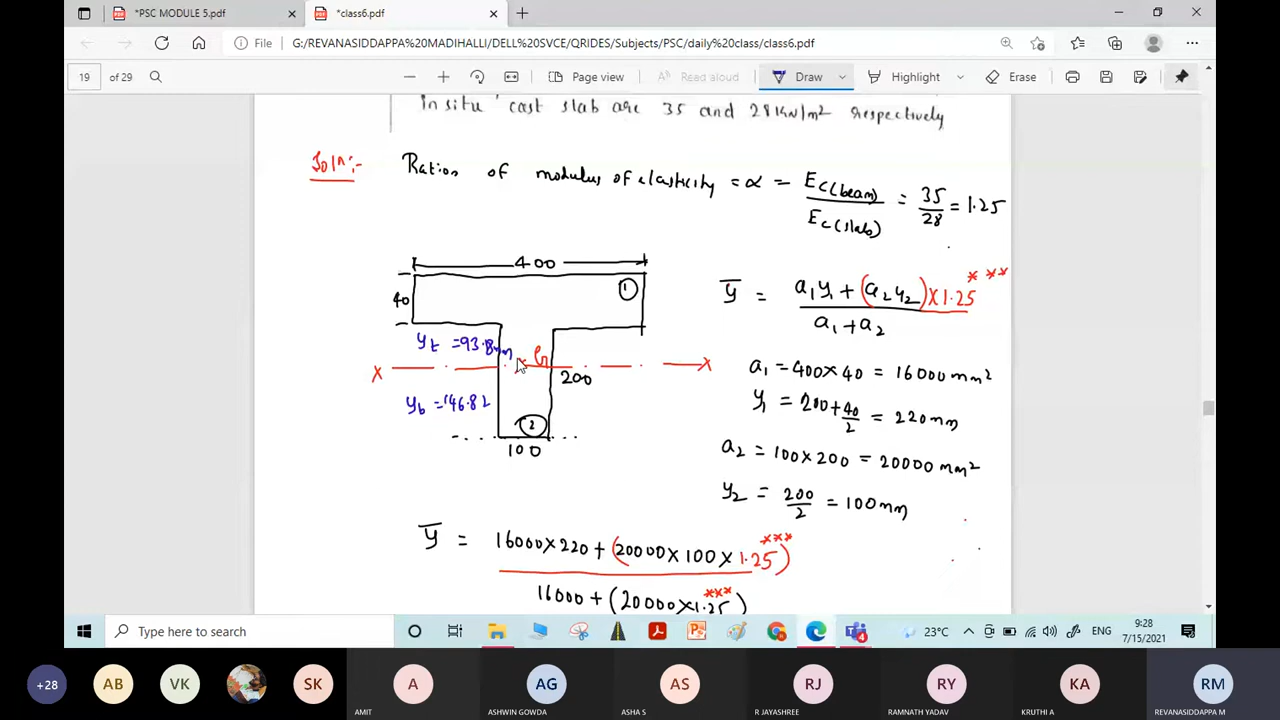 *PSC MODULE 5.pdf
*class6.pdf
File
G:/REVANASIDDAPPA%20MADIHALLI/DELL%20SVCE/QRIDES/Subjects/PSC/daily%20class/class6.pdf
19 of 29
Page view
Read aloud
Draw
Highlight
Erase
in situ cast slab are 35 and 28 KN/m² respectively
Soln:-
Ration of modulus of elasticity = α = Ec(beam) / Ec(slab) = 35/28 = 1.25
400
40
1
yt = 93.8mm
X
X
200
yb = 146.82
2
100
y̅ = a1y1 + (a2y2) × 1.25 ***
a1 + a2
a1 = 400 × 40 = 16000 mm²
y1 = 200 + 40/2 = 220 mm
a2 = 100 × 200 = 20000 mm²
y2 = 200/2 = 100 mm
y̅ = 16000 × 220 + (20000 × 100 × 1.25 ***)
16000 + (20000 × 1.25 ***)
Type here to search
23°C
ENG
9:28
7/15/2021
4
+28
AB
VK
SK
A
AMIT
AG
ASHWIN GOWDA
AS
ASHA S
RJ
R JAYASHREE
RY
RAMNATH YADAV
KA
KRUTHI A
RM
REVANASIDDAPPA M